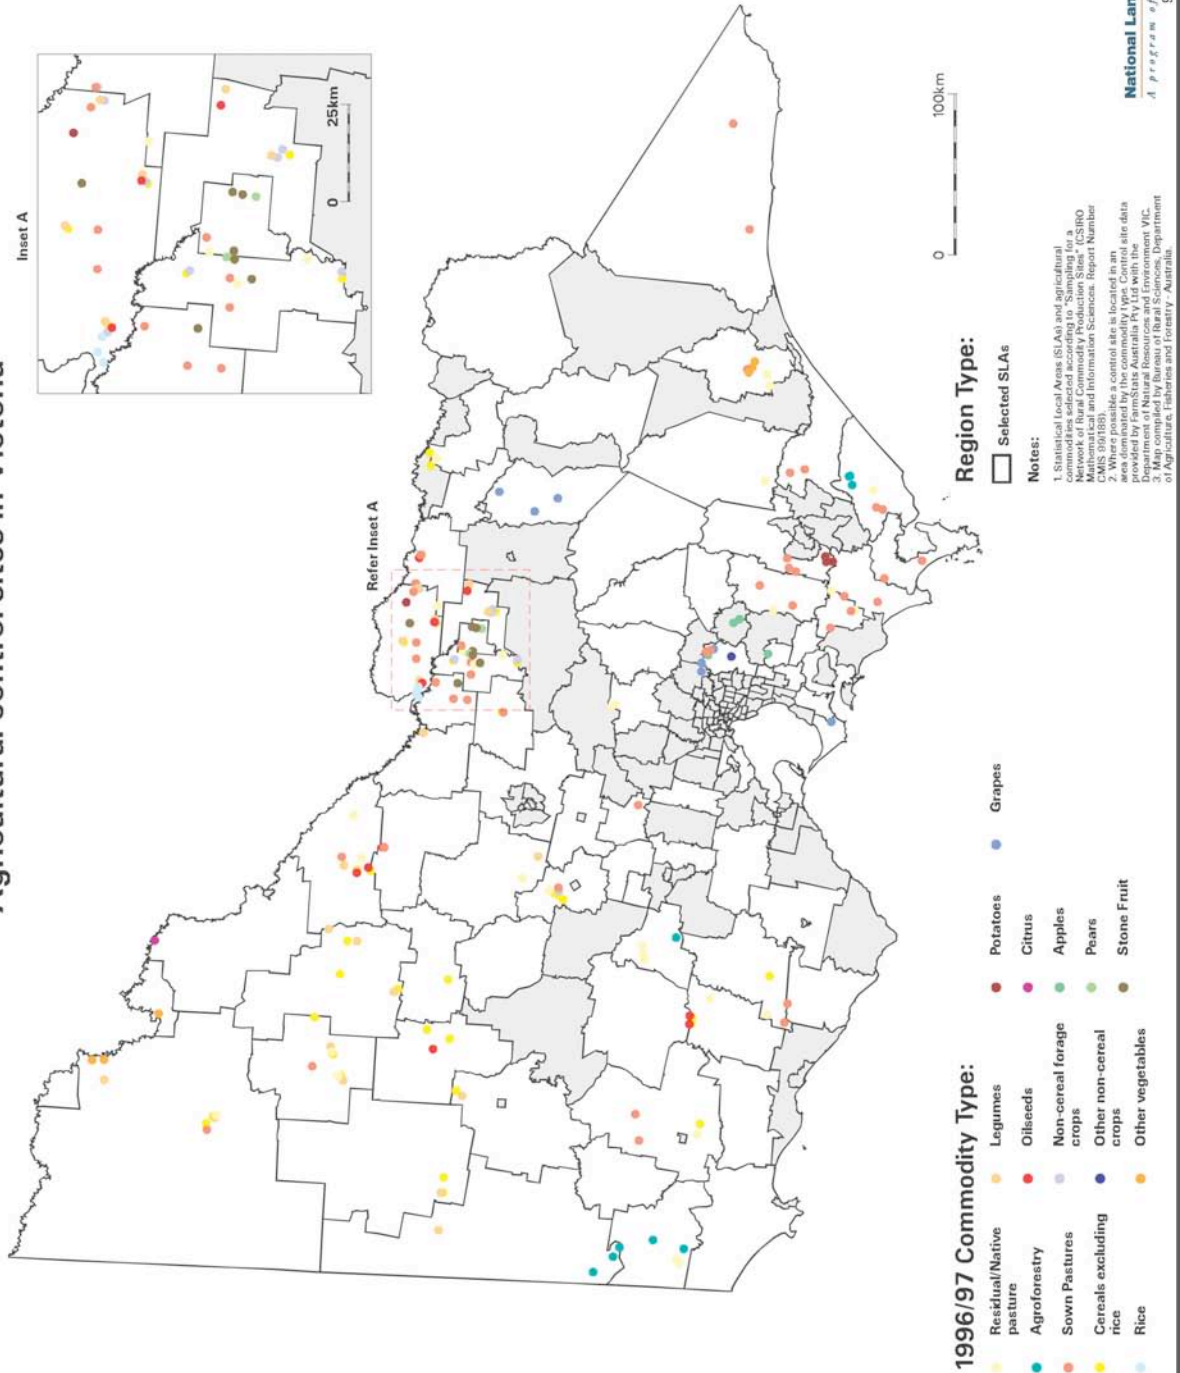 Inset A
0 25km
Refer Inset A
0 100km
Region Type:
Selected SLAs
Notes:
1. Statistical Local Areas (SLAs) and agricultural
commodities selected according to "Sampling for a
Network of Rural Commodity Production Sites" (CSIRO
Mathematical and Information Sciences. Report Number
CMIS 99/188).
2. Where possible a control site is located in an
area dominated by the commodity type. Control site data
provided by FarmStats Australia Pty Ltd with the
Department of Natural Resources and Environment VIC.
3. Map compiled by Bureau of Rural Sciences, Department
of Agriculture, Fisheries and Forestry - Australia.
National Lan
A program of
1996/97 Commodity Type:
Residual/Native
pasture
Agroforestry
Sown Pastures
Cereals excluding
rice
Rice
Legumes
Oilseeds
Non-cereal forage
crops
Other non-cereal
crops
Other vegetables
Potatoes
Citrus
Apples
Pears
Stone Fruit
Grapes